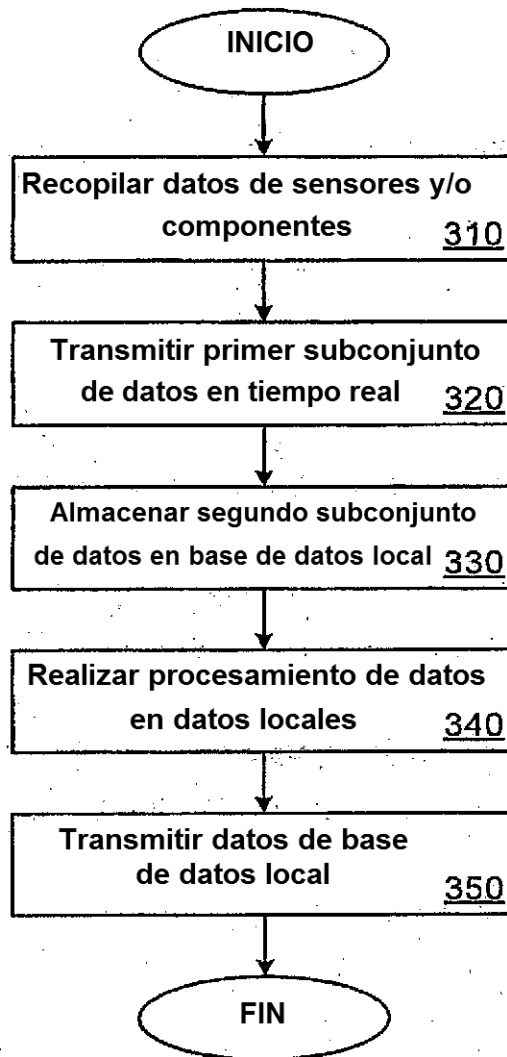 INICIO
Recopilar datos de sensores y/o
componentes 310
Transmitir primer subconjunto
de datos en tiempo real 320
Almacenar segundo subconjunto
de datos en base de datos local 330
Realizar procesamiento de datos
en datos locales 340
Transmitir datos de base
de datos local 350
FIN